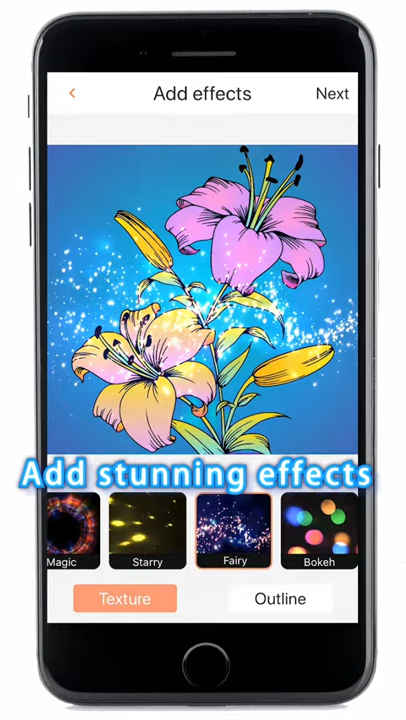 Add effects
Next
Add stunning effects
Magic
Starry
Fairy
Bokeh
Texture
Outline